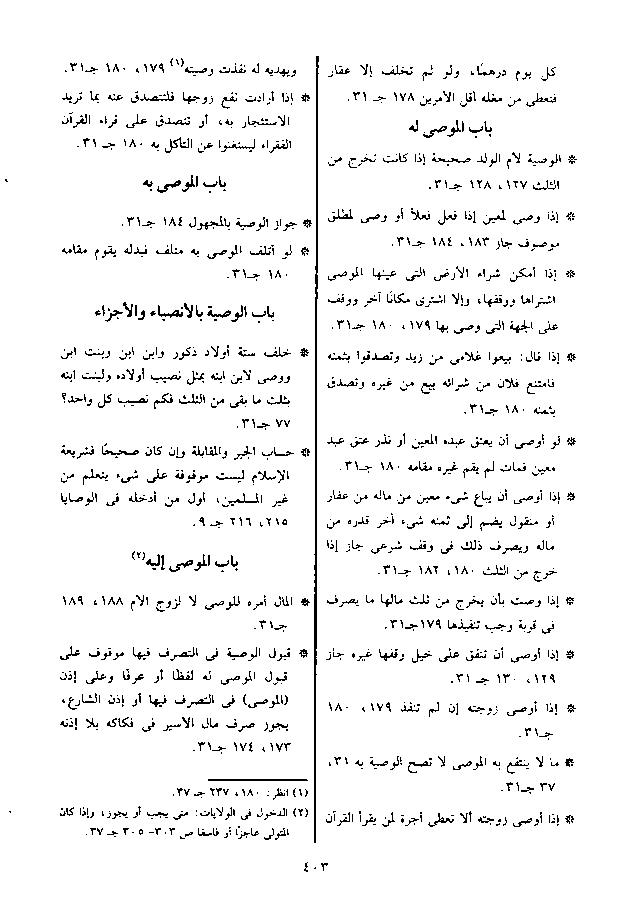 كل يوم درهمًا، ولو لم تخلف إلا عقار
فتعطى من مغله أقل الأمرين ١٧٨ جـ ٣١.
باب الموصى له
* الوصية لأم الولد صحيحة إذا كانت تخرج من
الثلث ١٢٧، ١٢٨ جـ٣١.
* إذا وصى لمعين إذا فعل فعلاً أو وصى لمطلق
موصوف جاز ١٨٣، ١٨٤ جـ٣١.
* إذا أمكن شراء الأرض التى عينها الموصى
اشتراها ووقفها، وإلا اشترى مكانًا آخر ووقف
على الجهة التى وصى بها ١٧٩، ١٨٠ جـ٣١.
* إذا قال: بيعوا غلامى من زيد وتصدقوا بثمنه
فامتنع فلان من شرائه بيع من غيره وتصدق
بثمنه ١٨٠ جـ٣١.
* لو أوصى أن يعتق عبده المعين أو نذر عتق عبد
معين فمات لم يقم غيره مقامه ١٨٠ جـ٣١.
* إذا أوصى أن يباع شىء معين من ماله من عقار
أو منقول يضم إلى ثمنه شىء آخر قدره من
ماله ويصرف ذلك فى وقف شرعى جاز إذا
خرج من الثلث ١٨٠، ١٨٢ جـ٣١.
* إذا وصت بأن يخرج من ثلث مالها ما يصرف
فى قربة وجب تنفيذها ١٧٩ جـ٣١.
* إذا أوصى أن تنفق على خيل وقفها غيره جاز
١٢٩، ١٣٠ جـ ٣١.
* إذا أوصى زوجته إن لم تنفذ ١٧٩، ١٨٠
جـ٣١.
* ما لا ينتفع به الموصى لا تصح الوصية به ٣١،
٣٧ جـ٣١.
* إذا أوصى زوجته ألا تعطى أجرة لمن يقرأ القرآن
ويهديه له نفذت وصيته(١) ١٧٩، ١٨٠ جـ٣١.
* إذا أرادت نفع زوجها فلتتصدق عنه بما تريد
الاستئجار به، أو تتصدق على قراء القرآن
الفقراء ليستغنوا عن التأكل به ١٨٠ جـ٣١.
باب الموصى به
* جواز الوصية بالمجهول ١٨٤ جـ٣١.
* لو أتلف الموصى به متلف فبدله يقوم مقامه
١٨٠ جـ٣١.
باب الوصية بالأنصباء والأجزاء
* خلف ستة أولاد ذكور وابن ابن وبنت ابن
ووصى لابن ابنه بمثل نصيب أولاده ولبنت ابنه
بثلث ما بقى من الثلث فكم نصيب كل واحد؟
٧٧ جـ٣١.
* حساب الجبر والمقابلة وإن كان صحيحًا فشريعة
الإسلام ليست موقوفة على شىء يتعلم من
غير المسلمين، أول من أدخله فى الوصايا
٢١٥، ٢١٦ جـ٩.
باب الموصى إليه(٢)
* المال أمره للوصى لا لزوج الأم ١٨٨، ١٨٩
جـ٣١.
* قبول الوصية فى التصرف فيها موقوف على
قبول الموصى له لفظًا أو عرفًا وعلى إذن
(الموصى) فى التصرف فيها أو إذن الشارع،
يجوز صرف مال الأسير فى فكاكه بلا إذنه
١٧٣، ١٧٤ جـ٣١.
(١) انظر: ١٨٠، ٢٣٧ جـ ٣٧.
(٢) الدخول فى الولايات: متى يجب أو يجوز، وإذا كان
المتولى عاجزًا أو فاسقًا ص ٣٠٣- ٣٠٥ جـ ٣٧.
٤٠٣